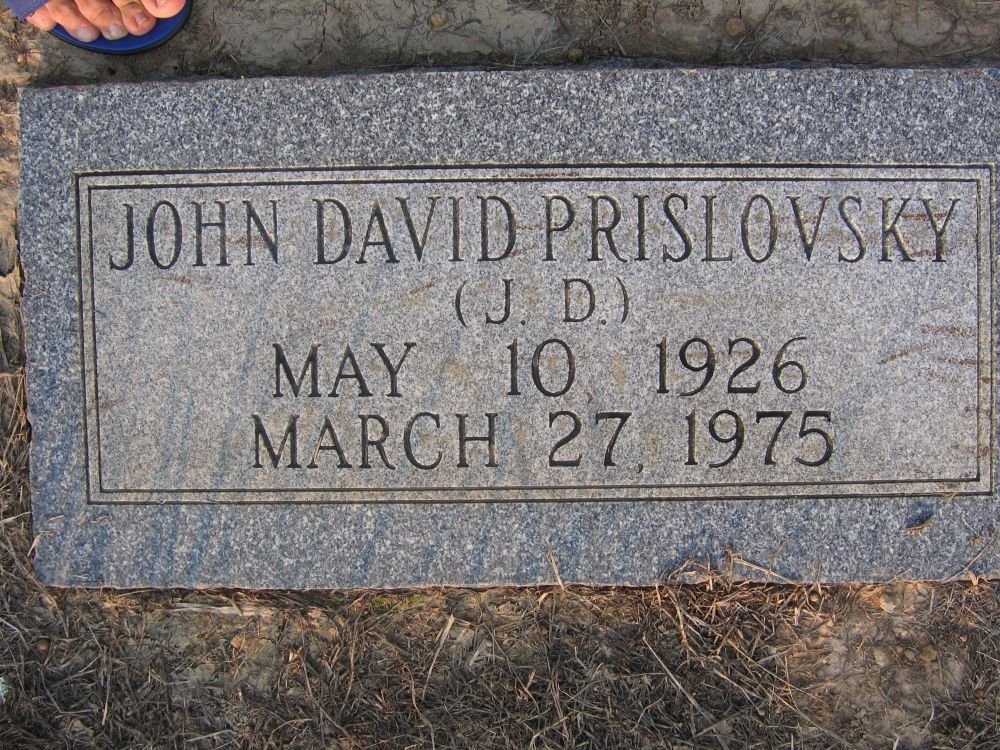 JOHN DAVID PRISLOVSKY
(J. D.)
MAY 10, 1926
MARCH 27, 1975